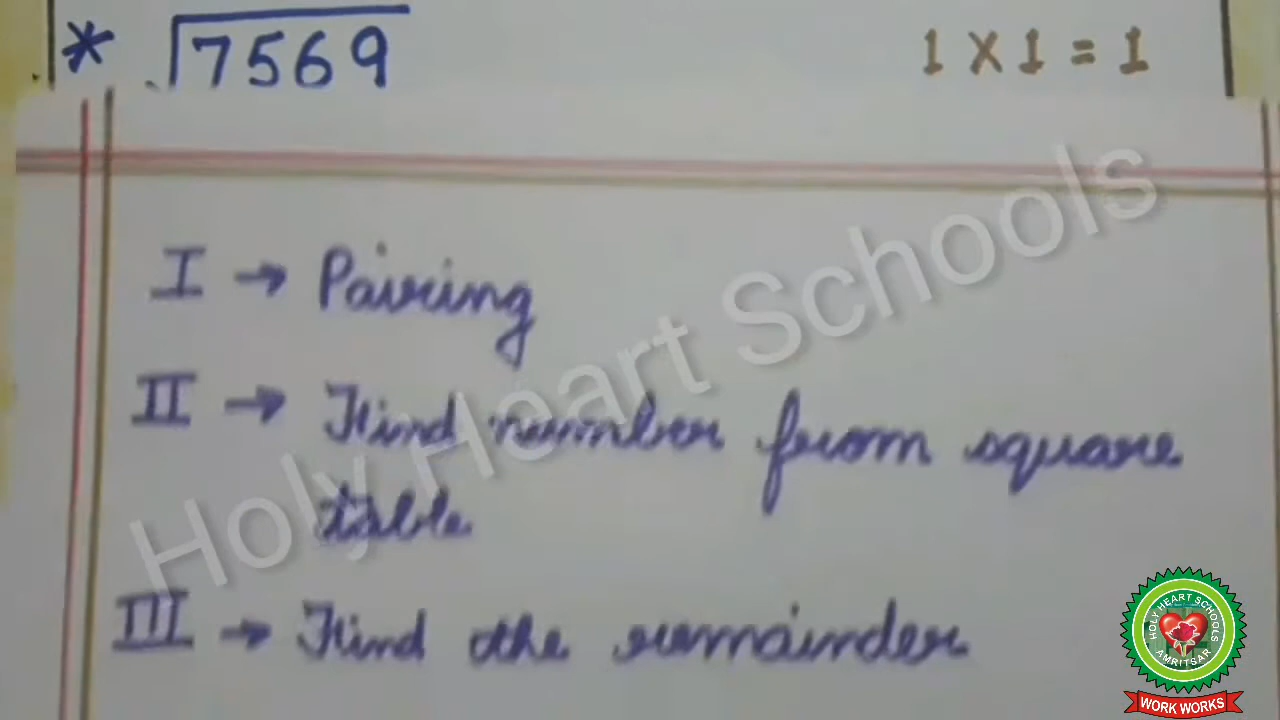 * √7569
1 X 1 = 1
I → Pairing
II → Find number from square
table
III → Find the remainder
Holy Heart Schools
HOLY HEART SCHOOLS
AMRITSAR
WORK WORKS